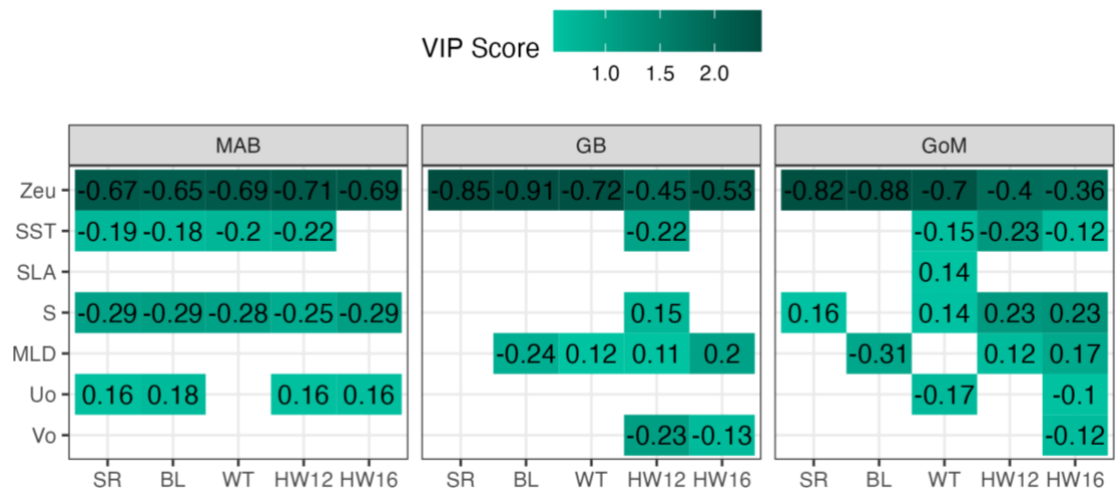 VIP Score
1.0 1.5 2.0
MAB GB GoM
Zeu -0.67 -0.65 -0.69 -0.71 -0.69 -0.85 -0.91 -0.72 -0.45 -0.53 -0.82 -0.88 -0.7 -0.4 -0.36
SST -0.19 -0.18 -0.2 -0.22 -0.22 -0.15 -0.23 -0.12
SLA 0.14
S -0.29 -0.29 -0.28 -0.25 -0.29 0.15 0.16 0.14 0.23 0.23
MLD -0.24 0.12 0.11 0.2 -0.31 0.12 0.17
Uo 0.16 0.18 0.16 0.16 -0.17 -0.1
Vo -0.23 -0.13 -0.12
SR BL WT HW12 HW16 SR BL WT HW12 HW16 SR BL WT HW12 HW16